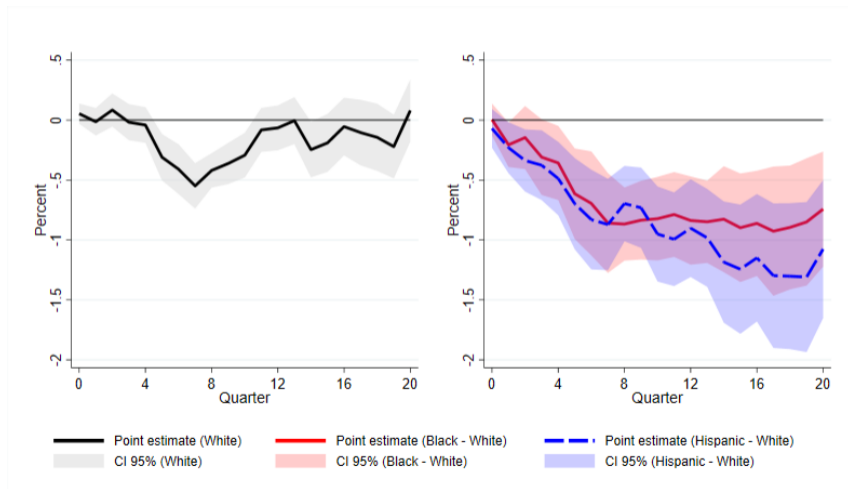 .5
0
-.5
-1
-1.5
-2
Percent
0 4 8 12 16 20
Quarter
.5
0
-.5
-1
-1.5
-2
Percent
0 4 8 12 16 20
Quarter
Point estimate (White) Point estimate (Black - White) Point estimate (Hispanic - White)
CI 95% (White) CI 95% (Black - White) CI 95% (Hispanic - White)